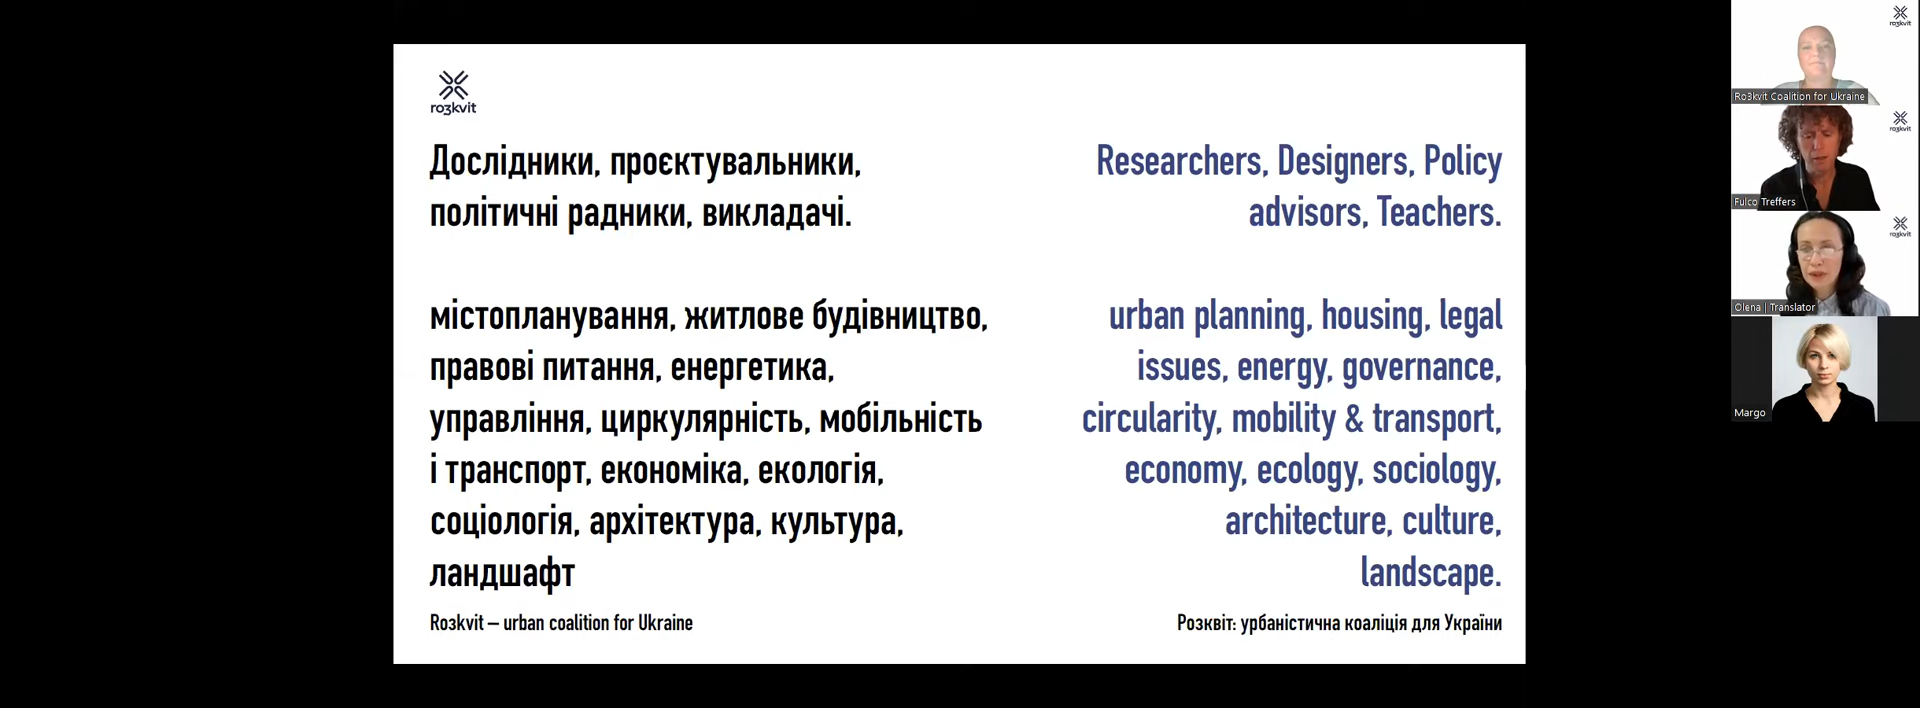 ro3kvit
Дослідники, проєктувальники,
політичні радники, викладачі.
містопланування, житлове будівництво,
правові питання, енергетика,
управління, циркулярність, мобільність
і транспорт, економіка, екологія,
соціологія, архітектура, культура,
ландшафт
Ro3kvit – urban coalition for Ukraine
Researchers, Designers, Policy
advisors, Teachers.
urban planning, housing, legal
issues, energy, governance,
circularity, mobility & transport,
economy, ecology, sociology,
architecture, culture,
landscape.
Розквіт: урбаністична коаліція для України
ro3kvit
Ro3kvit Coalition for Ukraine
ro3kvit
Fulco Treffers
ro3kvit
Olena | Translator
Margo